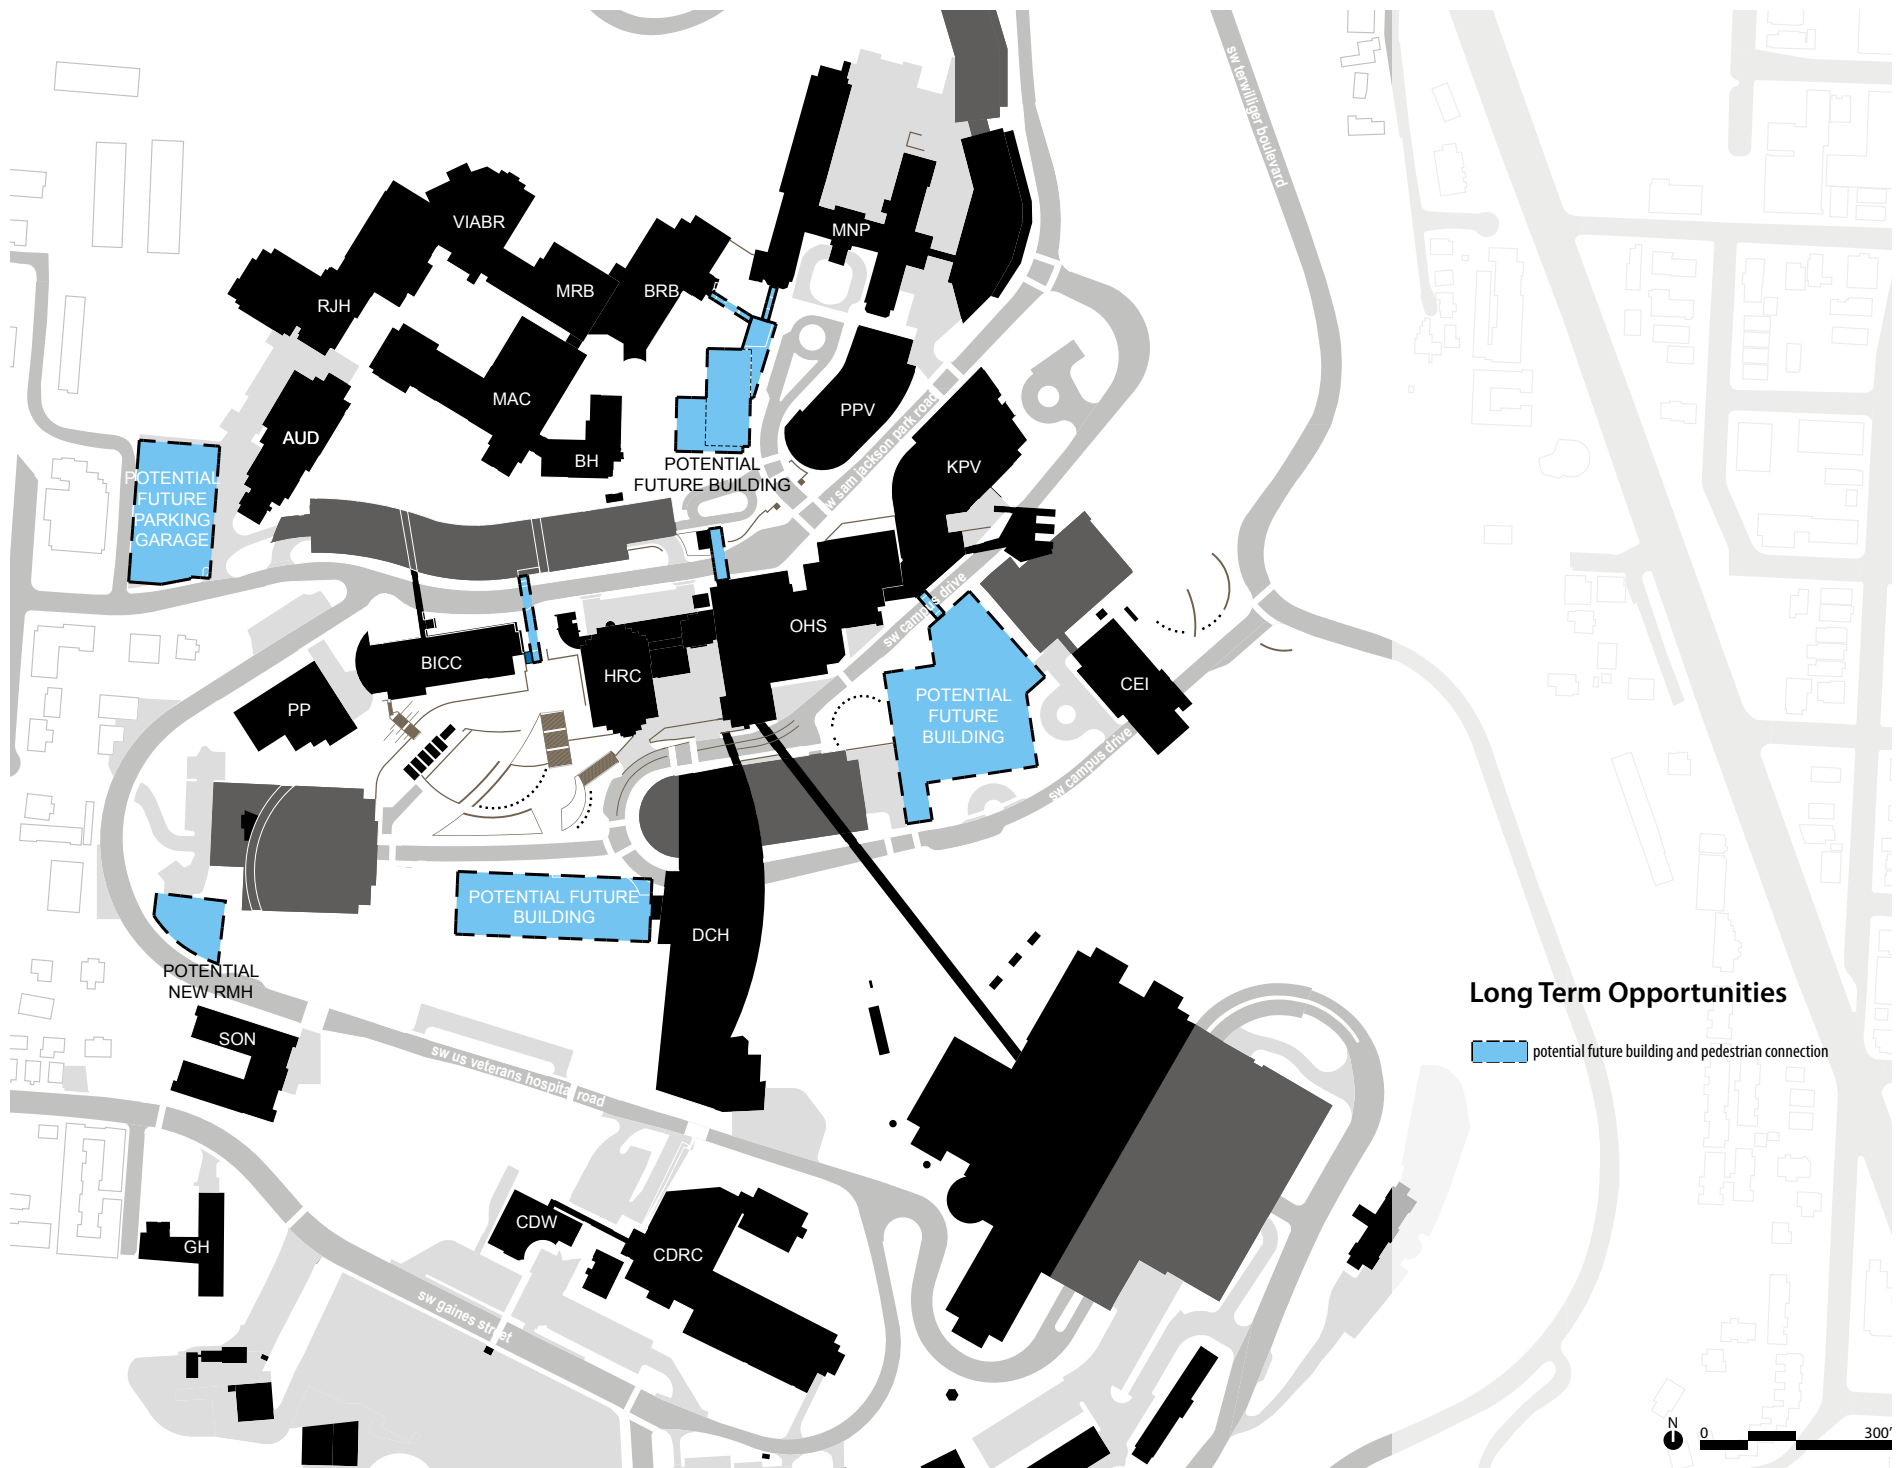 sw terwilliger boulevard
VIABR
MNP
RJH
MRB
BRB
MAC
PPV
AUD
BH
KPV
sw sam jackson park road
POTENTIAL
FUTURE BUILDING
POTENTIAL
FUTURE
PARKING
GARAGE
sw campus drive
OHS
BICC
HRC
CEI
PP
POTENTIAL
FUTURE
BUILDING
sw campus drive
POTENTIAL FUTURE
BUILDING
DCH
POTENTIAL
NEW RMH
Long Term Opportunities
SON
sw us veterans hospital road
potential future building and pedestrian connection
CDW
GH
CDRC
sw gaines street
N
0
300'